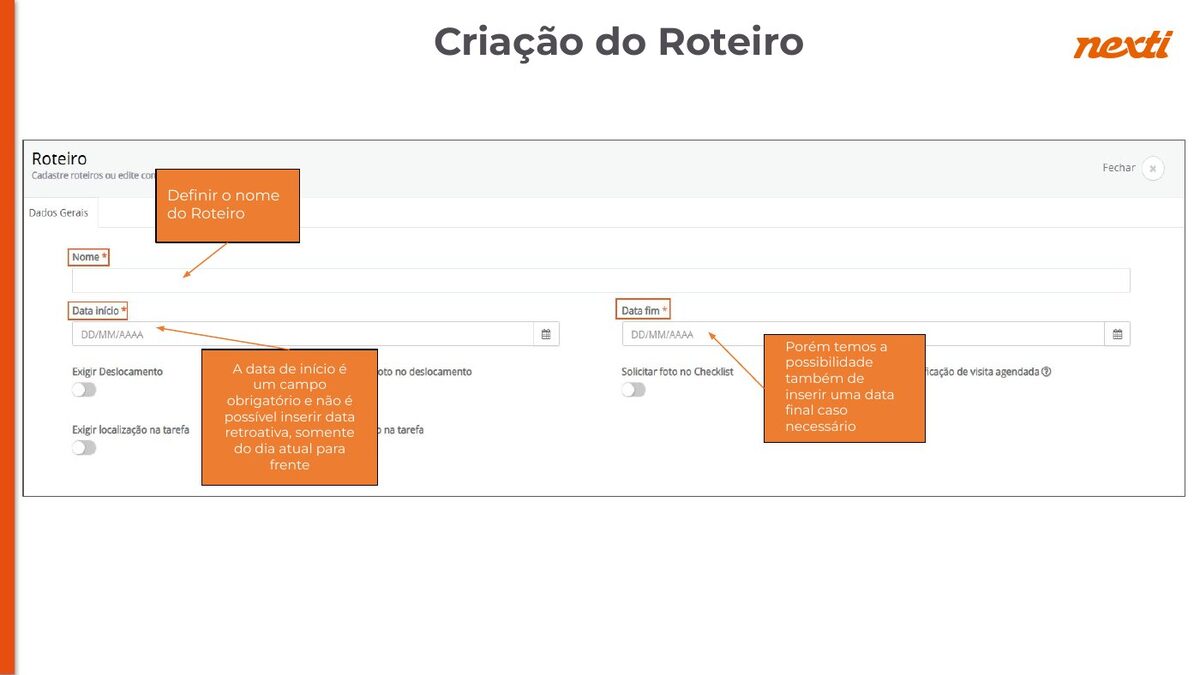 Criação do Roteiro
nexti
Roteiro
Cadastre roteiros ou edite
Fechar
Definir o nome
do Roteiro
Dados Gerais
Nome *
Data início *
Data fim *
DD/MM/AAAA
DD/MM/AAAA
Exigir Deslocamento
no deslocamento
Solicitar foto no Checklist
de visita agendada
A data de início é
um campo
obrigatório e não é
possível inserir data
retroativa, somente
do dia atual para
frente
Porém temos a
possibilidade
também de
inserir uma data
final caso
necessário
Exigir localização na tarefa
na tarefa